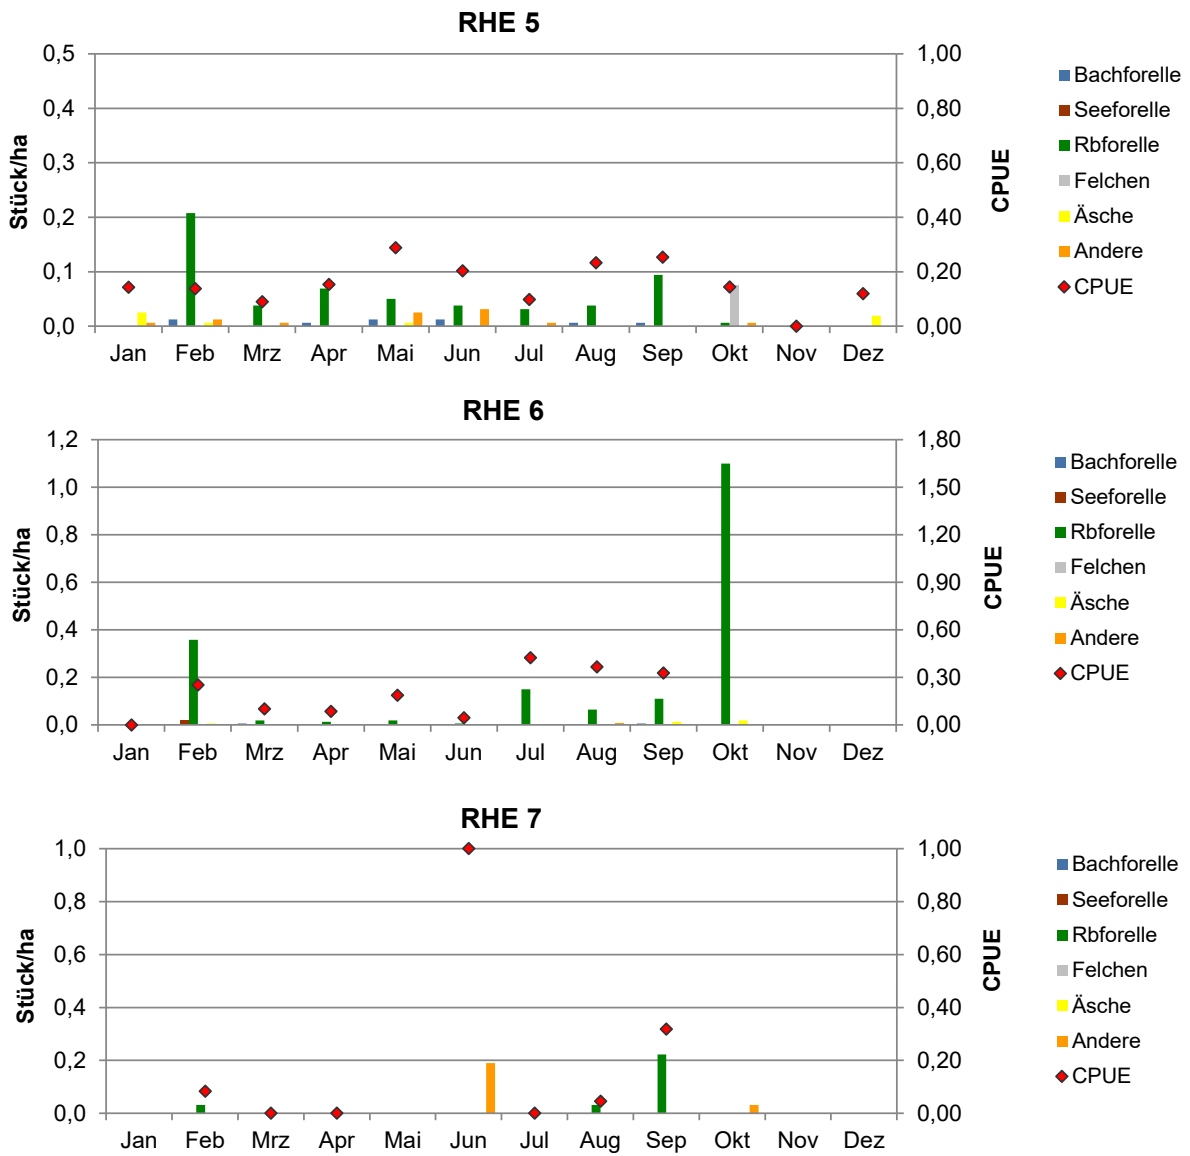 RHE 5
0,5
0,4
0,3
0,2
0,1
0,0
Stück/ha
1,00
0,80
0,60
0,40
0,20
0,00
CPUE
Jan Feb Mrz Apr Mai Jun Jul Aug Sep Okt Nov Dez
Bachforelle
Seeforelle
Rbforelle
Felchen
Äsche
Andere
CPUE
RHE 6
1,2
1,0
0,8
0,6
0,4
0,2
0,0
Stück/ha
1,80
1,50
1,20
0,90
0,60
0,30
0,00
CPUE
Jan Feb Mrz Apr Mai Jun Jul Aug Sep Okt Nov Dez
Bachforelle
Seeforelle
Rbforelle
Felchen
Äsche
Andere
CPUE
RHE 7
1,0
0,8
0,6
0,4
0,2
0,0
Stück/ha
1,00
0,80
0,60
0,40
0,20
0,00
CPUE
Jan Feb Mrz Apr Mai Jun Jul Aug Sep Okt Nov Dez
Bachforelle
Seeforelle
Rbforelle
Felchen
Äsche
Andere
CPUE